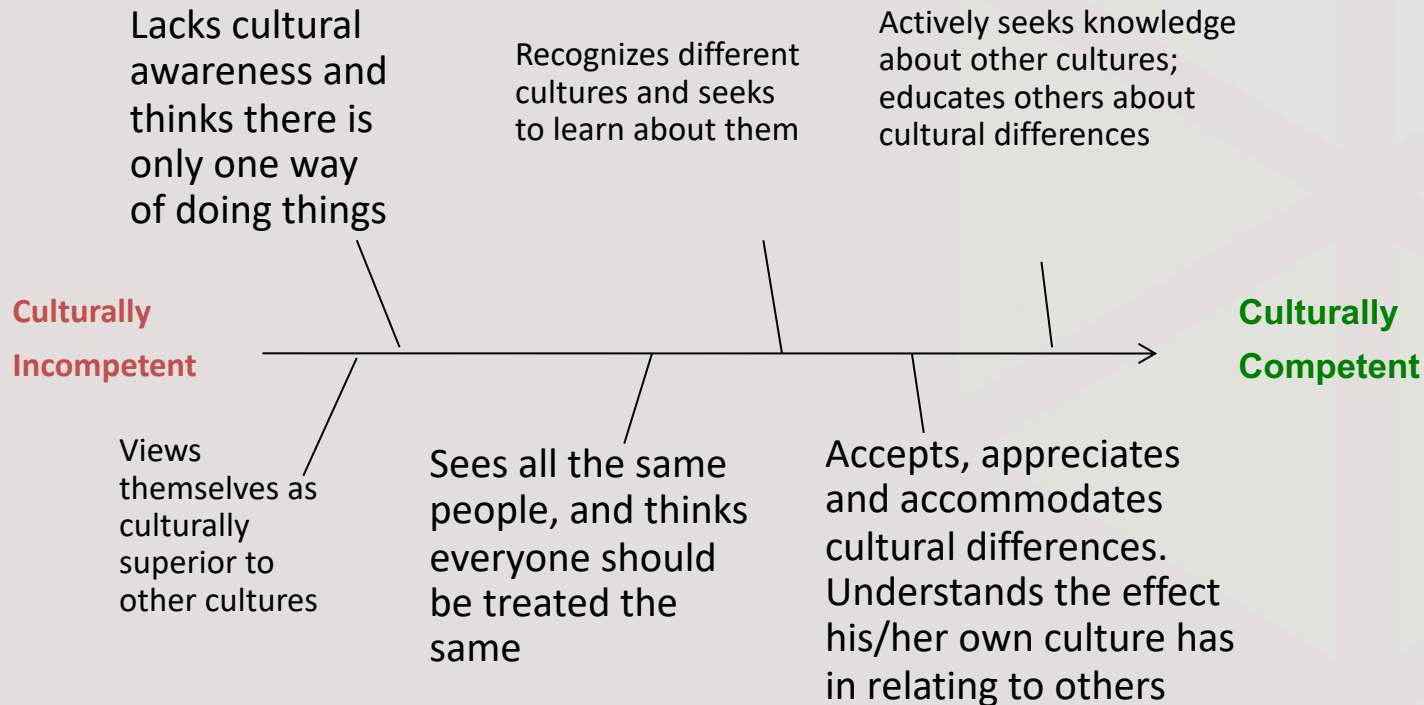 Lacks cultural
awareness and
thinks there is
only one way
of doing things
Recognizes different
cultures and seeks
to learn about them
Actively seeks knowledge
about other cultures;
educates others about
cultural differences
Culturally
Incompetent
Culturally
Competent
Views
themselves as
culturally
superior to
other cultures
Sees all the same
people, and thinks
everyone should
be treated the
same
Accepts, appreciates
and accommodates
cultural differences.
Understands the effect
his/her own culture has
in relating to others